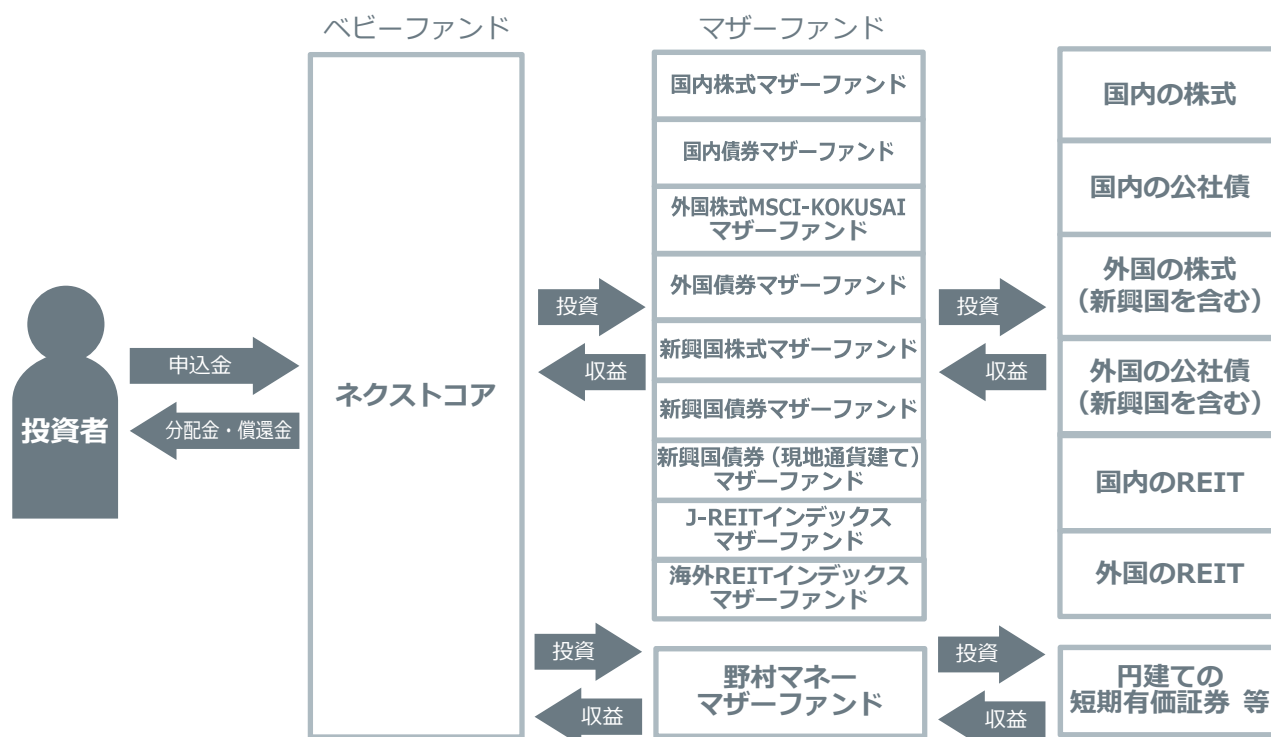 ベビーファンド
マザーファンド
投資者
申込金
分配金・償還金
ネクストコア
投資
収益
国内株式マザーファンド
国内債券マザーファンド
外国株式MSCI-KOKUSAI
マザーファンド
外国債券マザーファンド
新興国株式マザーファンド
新興国債券マザーファンド
新興国債券（現地通貨建て）
マザーファンド
J-REITインデックス
マザーファンド
海外REITインデックス
マザーファンド
投資
収益
国内の株式
国内の公社債
外国の株式
（新興国を含む）
外国の公社債
（新興国を含む）
国内のREIT
外国のREIT
投資
収益
野村マネー
マザーファンド
投資
収益
円建ての
短期有価証券 等